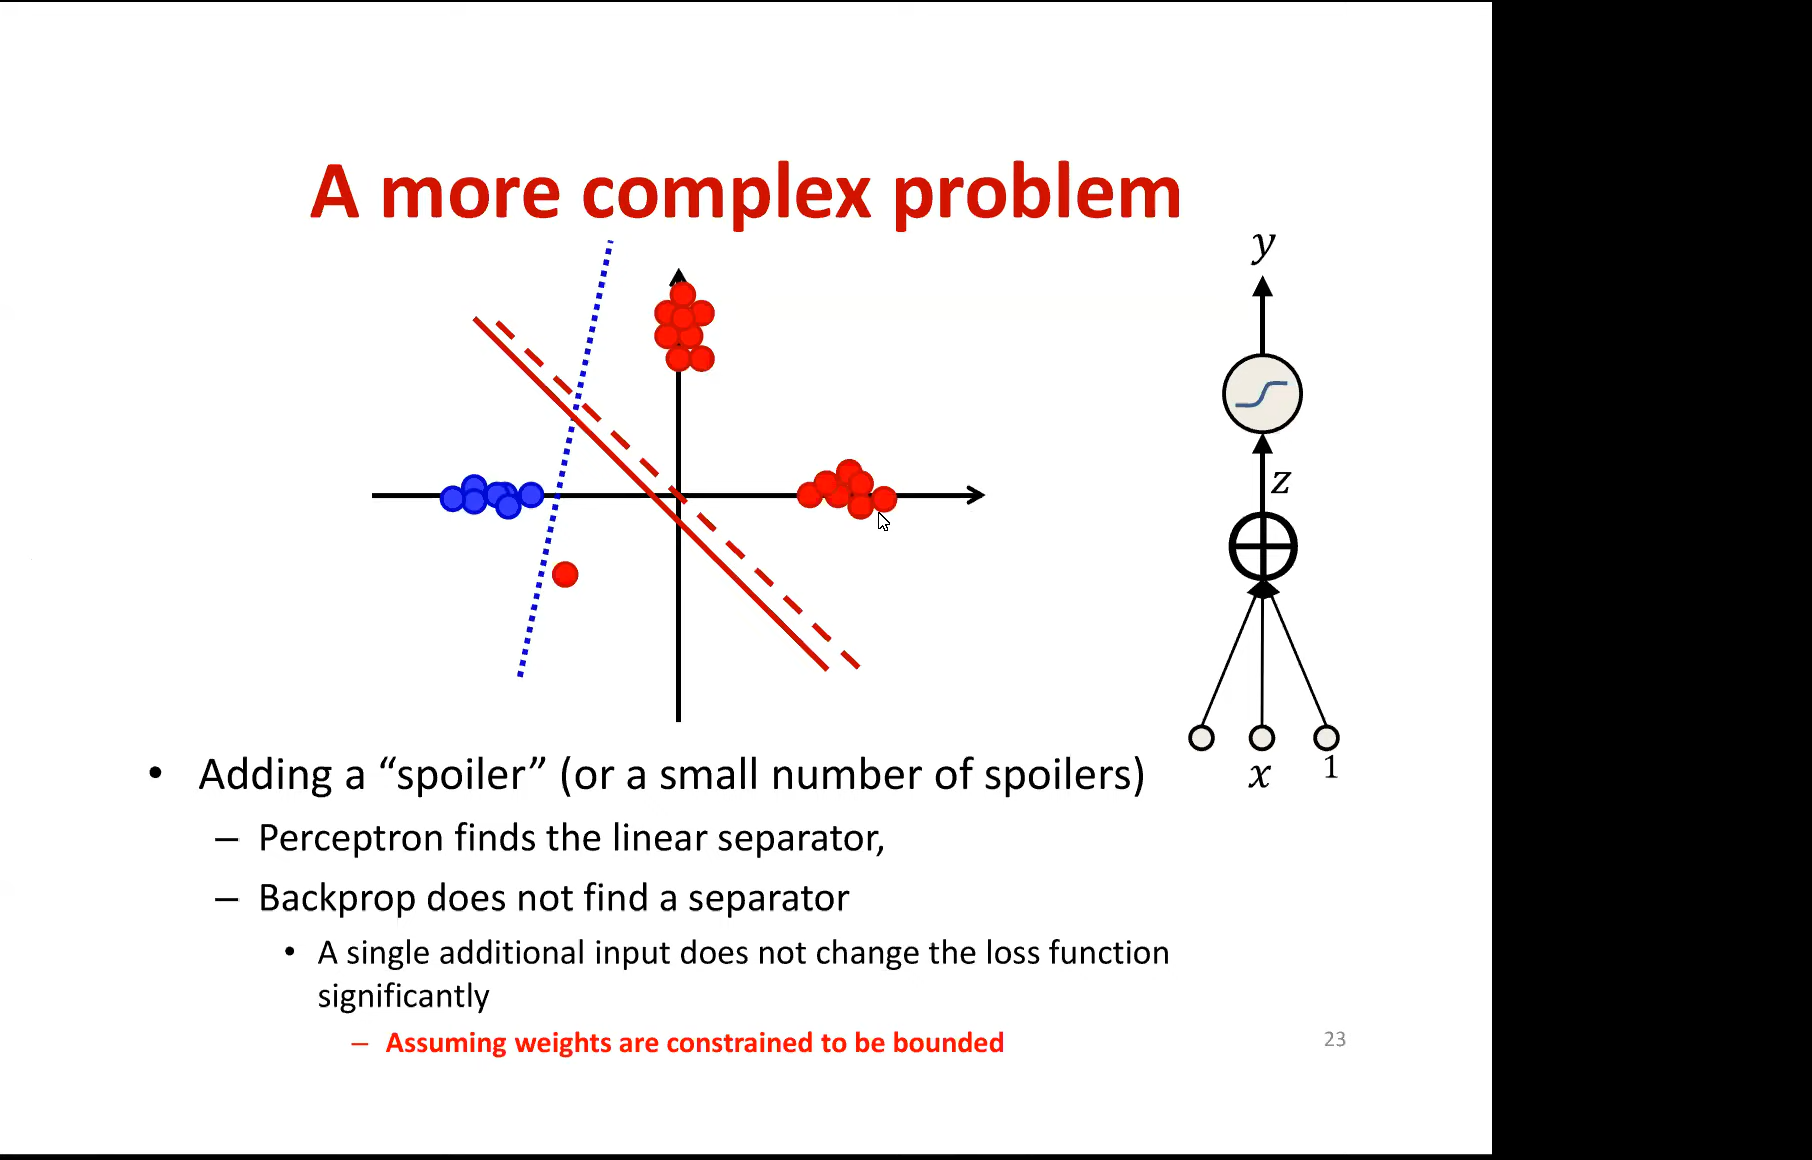 A more complex problem
y
z
x
1
• Adding a “spoiler” (or a small number of spoilers)
– Perceptron finds the linear separator,
– Backprop does not find a separator
• A single additional input does not change the loss function
significantly
– Assuming weights are constrained to be bounded
23